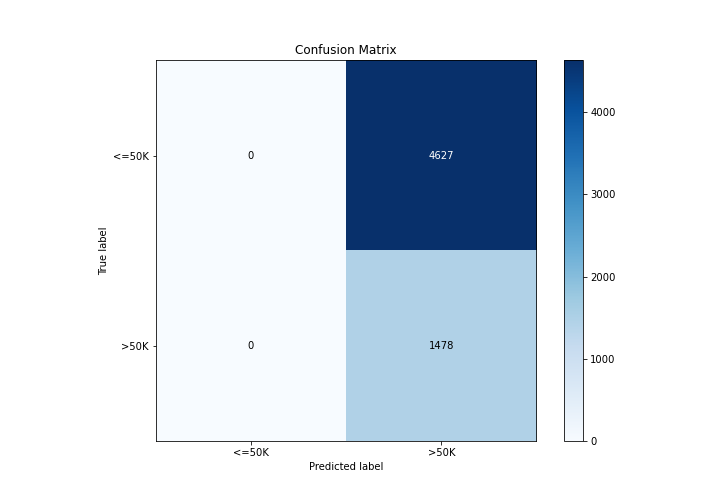 Confusion Matrix
True label
<=50K
0
4627
>50K
0
1478
<=50K
>50K
Predicted label
4000
3000
2000
1000
0